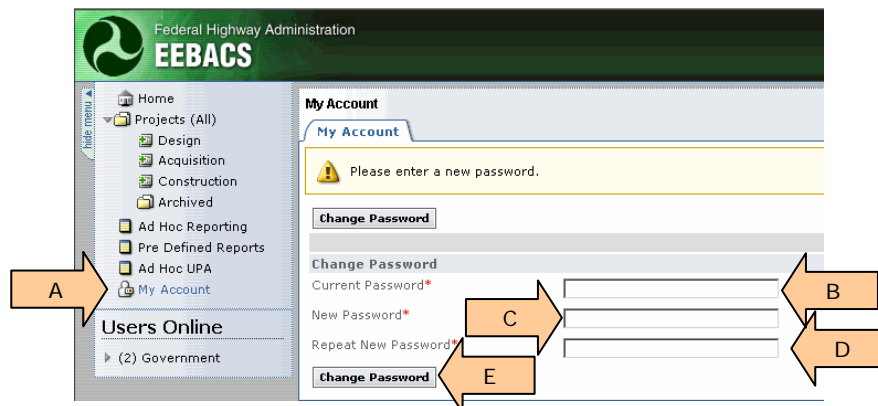 Federal Highway Administration
EEBACS
hide menu
Home
Projects (All)
Design
Acquisition
Construction
Archived
Ad Hoc Reporting
Pre Defined Reports
Ad Hoc UPA
My Account
A
Users Online
(2) Government
My Account
My Account
Please enter a new password.
Change Password
Change Password
Current Password*
B
New Password*
C
Repeat New Password*
D
Change Password
E